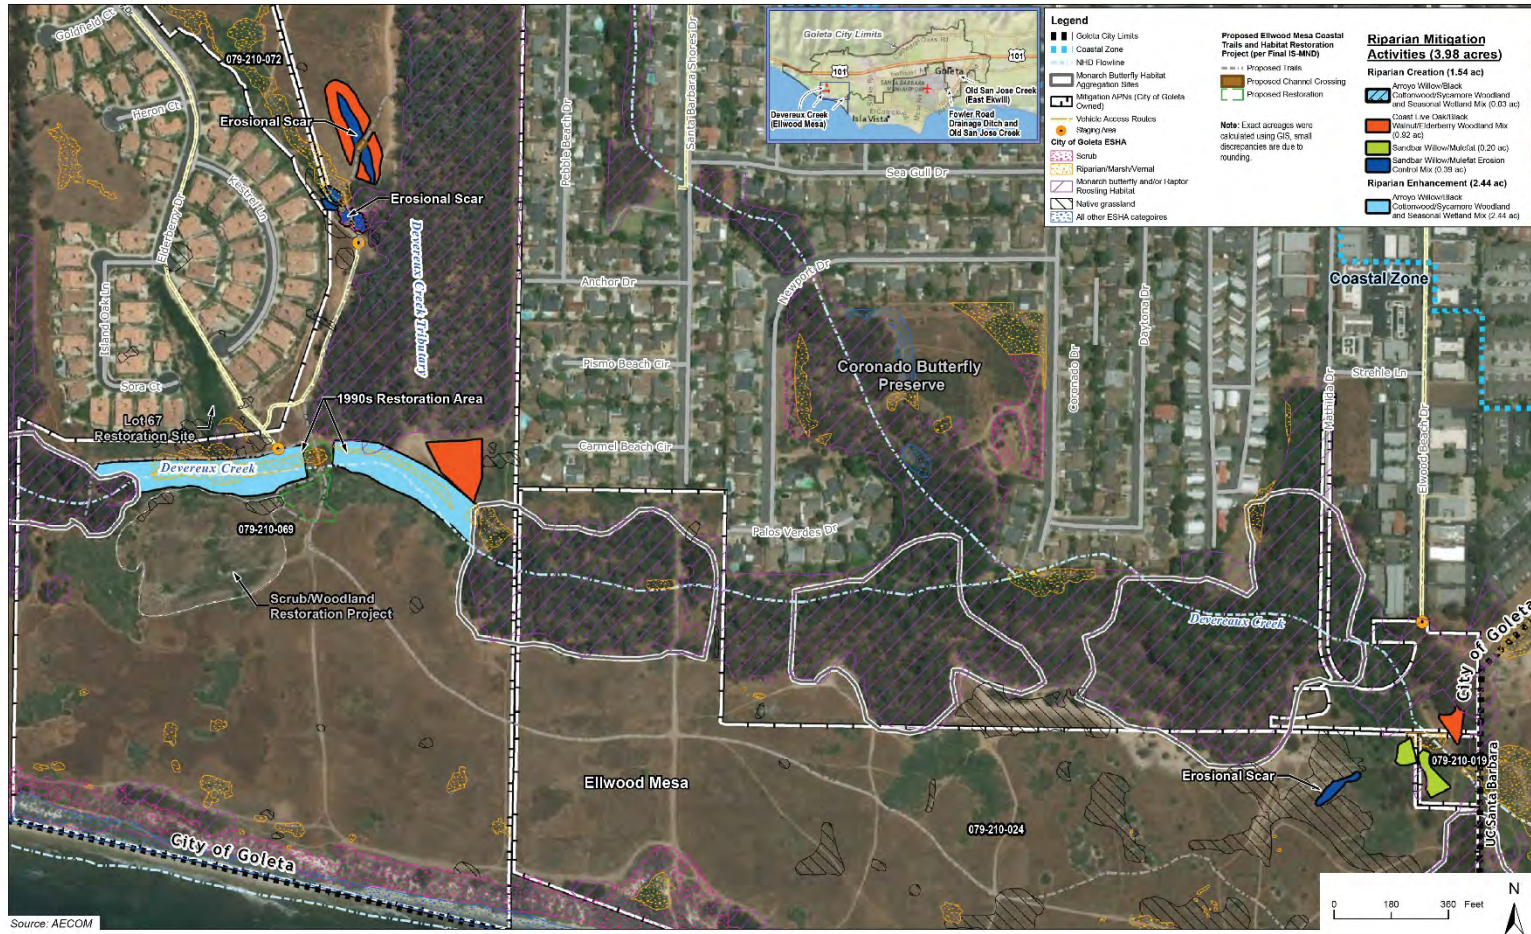 Goldfield Ct
079-210-072
Heron Ct
Erosional Scar
Kestrel Ln
Erosional Scar
Elderberry Dr
Devereux Creek Tributary
Island Oak Ln
Sora Ct
Lot 67
Restoration Site
1990s Restoration Area
Devereux Creek
079-210-069
Scrub/Woodland
Restoration Project
Pebble Beach Dr
Santa Barbara Shores Dr
Anchor Dr
Pismo Beach Cir
Carmel Beach Cir
Newport Dr
Sea Gull Dr
Daytona Dr
Coronado Dr
Coronado Butterfly
Preserve
Palos Verdes Dr
Mathilda Dr
Strehle Ln
Elwood Beach Dr
Coastal Zone
Devereaux Creek
City of Goleta
UC Santa Barbara
079-210-019
Erosional Scar
079-210-024
Ellwood Mesa
City of Goleta
Goleta City Limits
101
101
Goleta
Isla Vista
Devereux Creek
(Ellwood Mesa)
Old San Jose Creek
(East Ekwill)
Fowler Road
Drainage Ditch and
Old San Jose Creek
Legend
Goleta City Limits
Coastal Zone
NHD Flowline
Monarch Butterfly Habitat
Aggregation Sites
Mitigation APNs (City of Goleta
Owned)
Vehicle Access Routes
Staging Area
City of Goleta ESHA
Scrub
Riparian/Marsh/Vernal
Monarch butterfly and/or Raptor
Roosting Habitat
Native grassland
All other ESHA categoires
Proposed Ellwood Mesa Coastal
Trails and Habitat Restoration
Project (per Final IS-MND)
Proposed Trails
Proposed Channel Crossing
Proposed Restoration
Note: Exact acreages were
calculated using GIS, small
discrepancies are due to
rounding.
Riparian Mitigation
Activities (3.98 acres)
Riparian Creation (1.54 ac)
Arroyo Willow/Black
Cottonwood/Sycamore Woodland
and Seasonal Wetland Mix (0.03 ac)
Coast Live Oak/Black
Walnut/Elderberry Woodland Mix
(0.92 ac)
Sandbar Willow/Mulefat (0.20 ac)
Sandbar Willow/Mulefat Erosion
Control Mix (0.39 ac)
Riparian Enhancement (2.44 ac)
Arroyo Willow/Black
Cottonwood/Sycamore Woodland
and Seasonal Wetland Mix (2.44 ac)
N
0 180 360 Feet
Source: AECOM